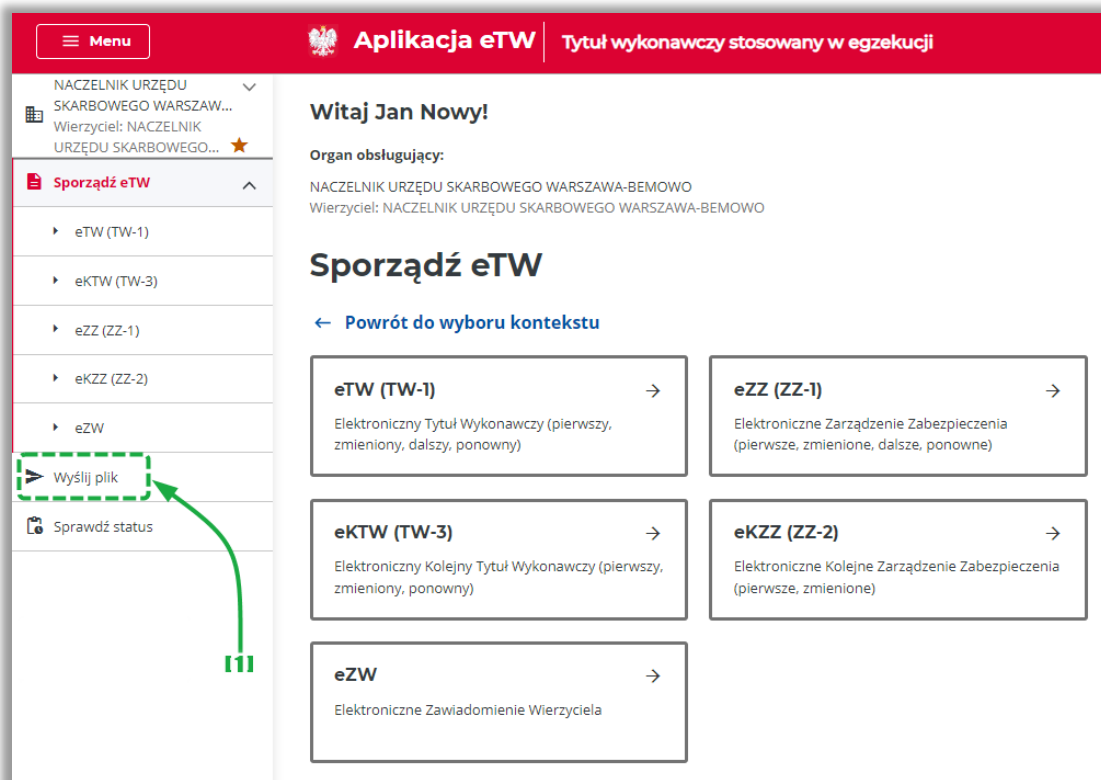 Menu
Aplikacja eTW
Tytuł wykonawczy stosowany w egzekucji
NACZELNIK URZĘDU
SKARBOWEGO WARSZAW...
Wierzyciel: NACZELNIK
URZĘDU SKARBOWEGO...
Sporządź eTW
eTW (TW-1)
eKTW (TW-3)
eZZ (ZZ-1)
eKZZ (ZZ-2)
eZW
Wyślij plik
Sprawdź status
[1]
Witaj Jan Nowy!
Organ obsługujący:
NACZELNIK URZĘDU SKARBOWEGO WARSZAWA-BEMOWO
Wierzyciel: NACZELNIK URZĘDU SKARBOWEGO WARSZAWA-BEMOWO
Sporządź eTW
Powrót do wyboru kontekstu
eTW (TW-1)
Elektroniczny Tytuł Wykonawczy (pierwszy,
zmieniony, dalszy, ponowny)
eZZ (ZZ-1)
Elektroniczne Zarządzenie Zabezpieczenia
(pierwsze, zmienione, dalsze, ponowne)
eKTW (TW-3)
Elektroniczny Kolejny Tytuł Wykonawczy (pierwszy,
zmieniony, ponowny)
eKZZ (ZZ-2)
Elektroniczne Kolejne Zarządzenie Zabezpieczenia
(pierwsze, zmienione)
eZW
Elektroniczne Zawiadomienie Wierzyciela